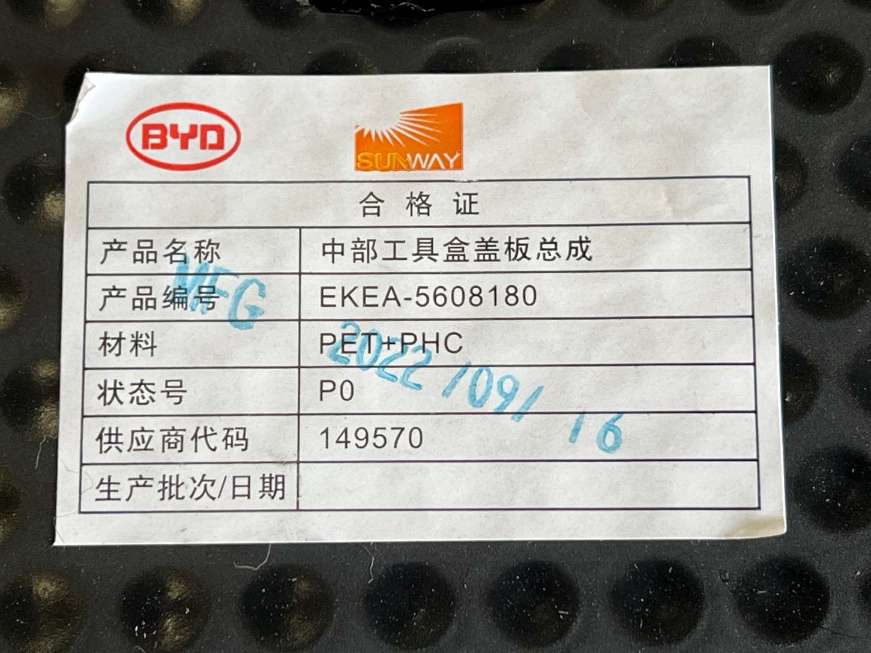 BYD
SUNWAY
合格证
产品名称 中部工具盒盖板总成
产品编号 EKEA-5608180
材料 PET+PHC
状态号 P0
供应商代码 149570
生产批次/日期
MFG 2022/09/16